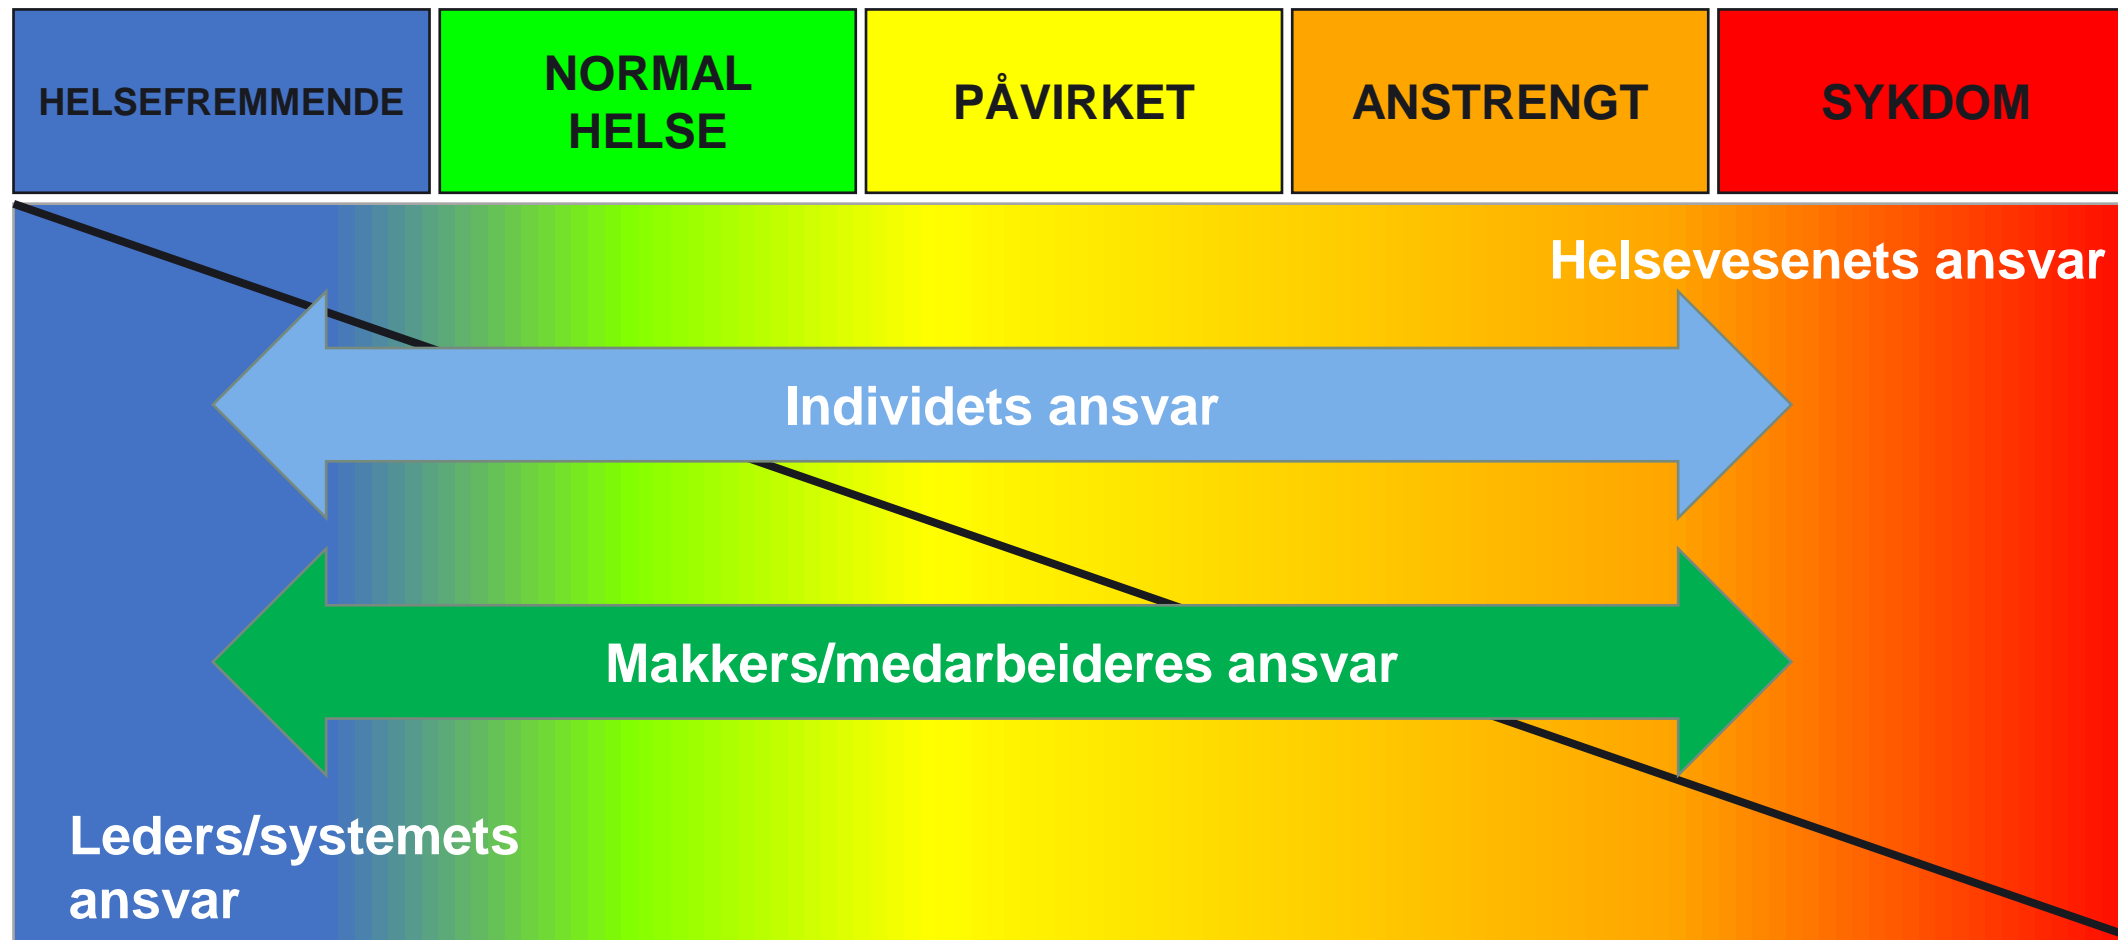 HELSEFREMMENDE
NORMAL
HELSE
PÅVIRKET
ANSTRENGT
SYKDOM
Helsevesenets ansvar
Individets ansvar
Makkers/medarbeideres ansvar
Leders/systemets
ansvar